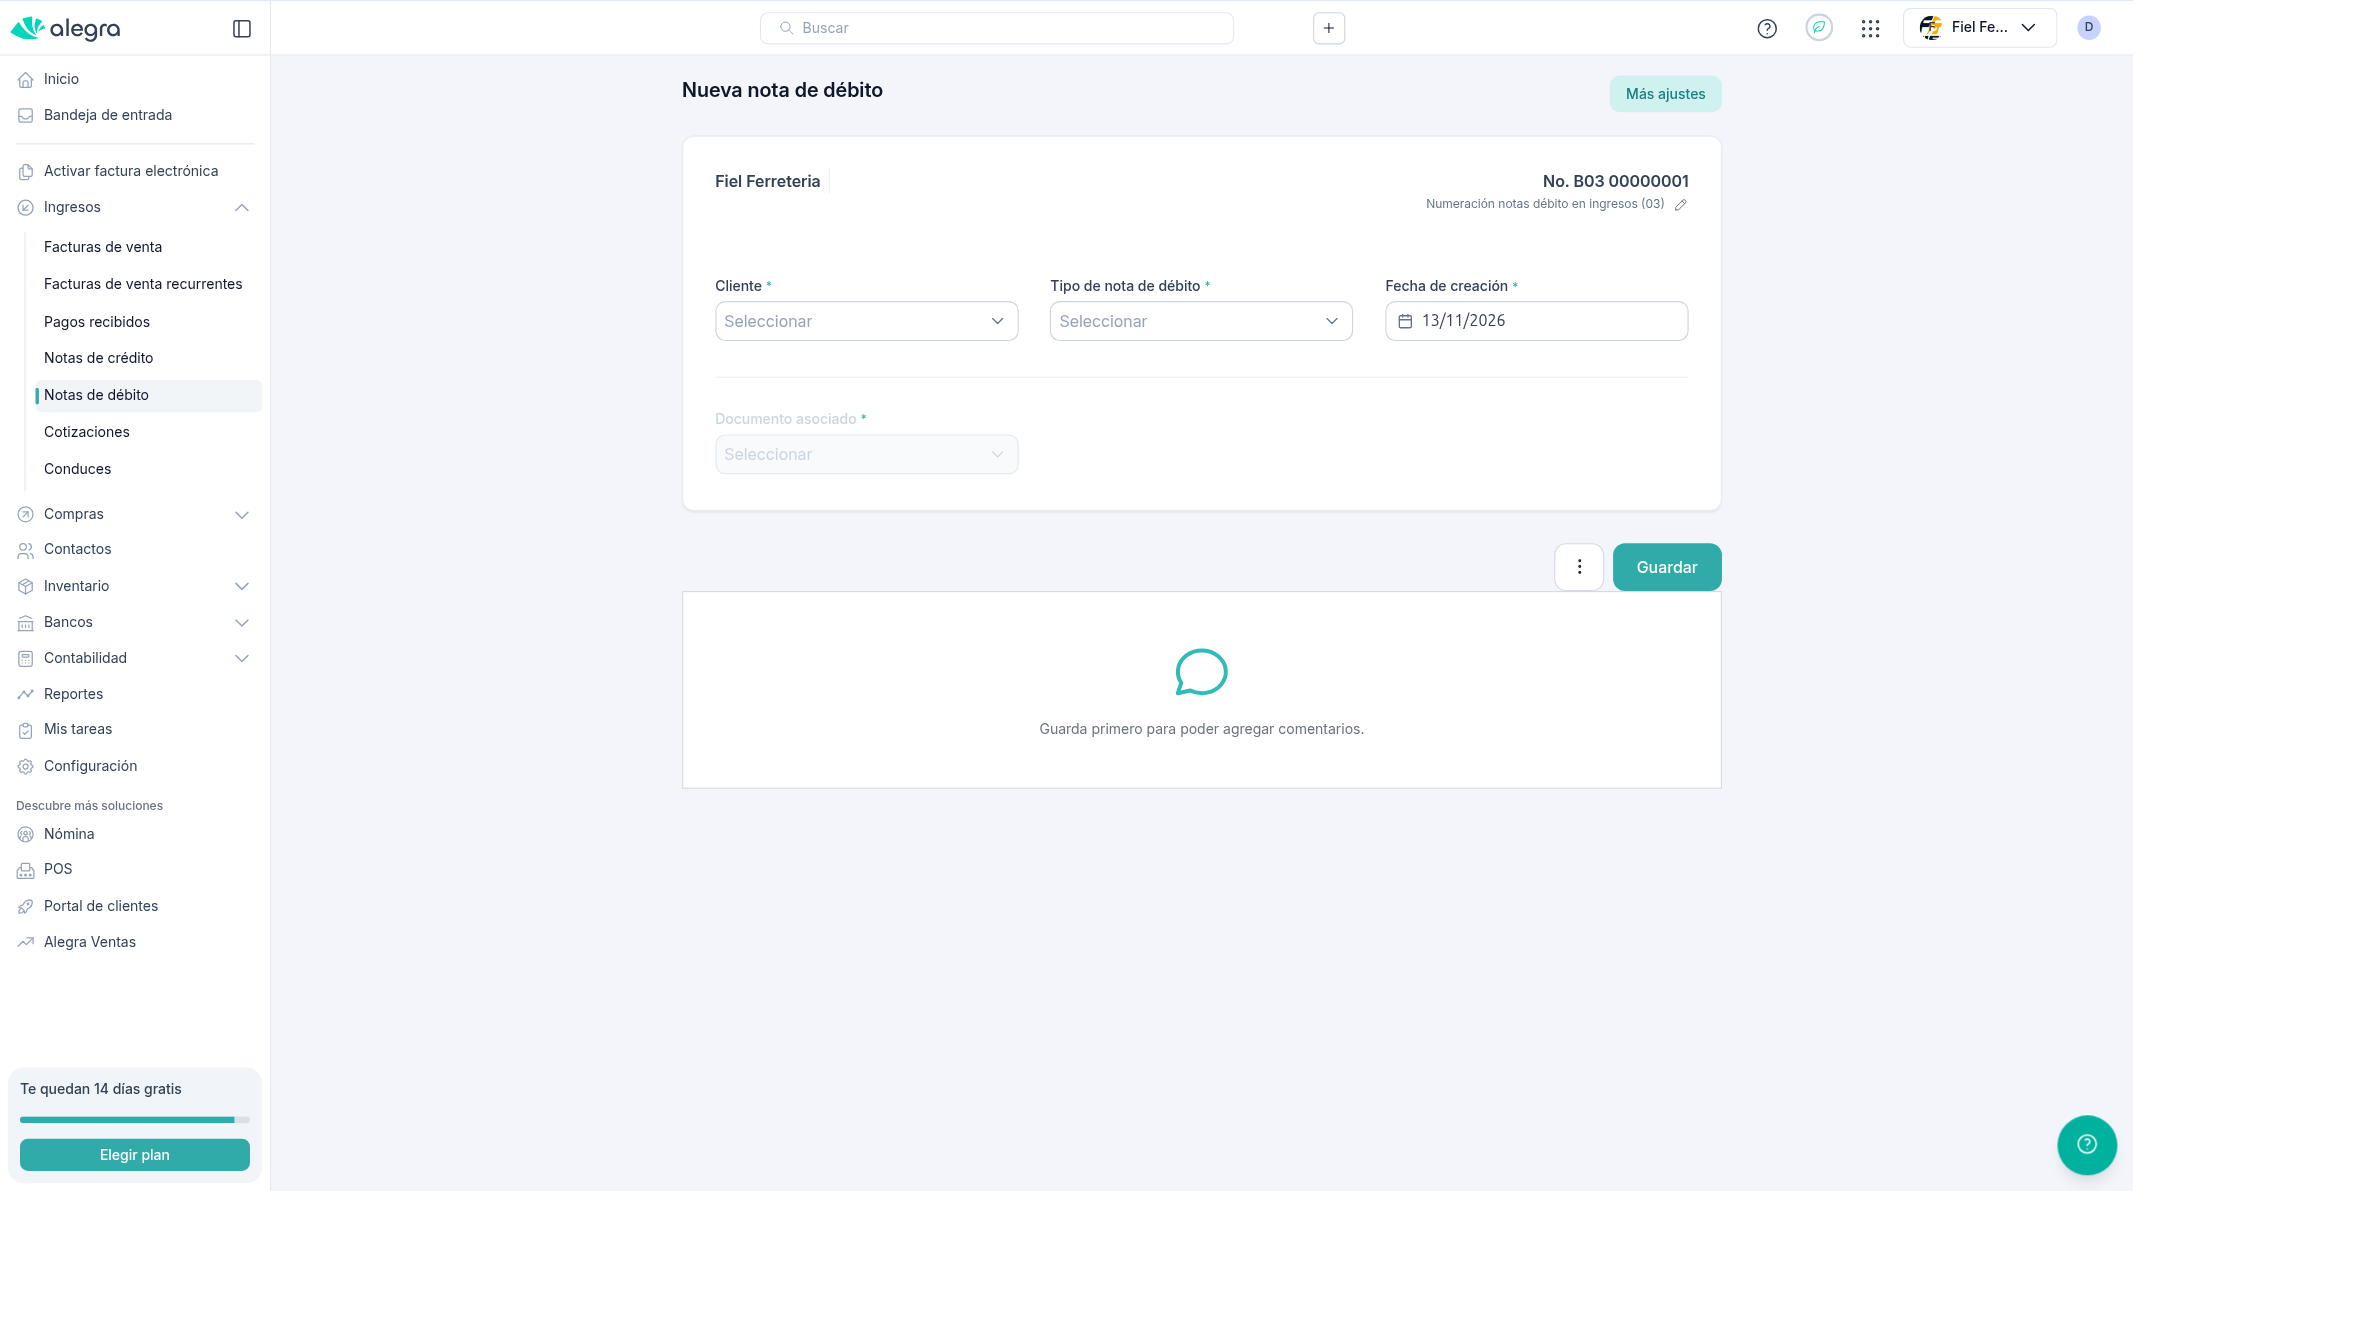 alegra
Buscar
Fiel Fe...
D
Inicio
Bandeja de entrada
Activar factura electrónica
Ingresos
Facturas de venta
Facturas de venta recurrentes
Pagos recibidos
Notas de crédito
Notas de débito
Cotizaciones
Conduces
Compras
Contactos
Inventario
Bancos
Contabilidad
Reportes
Mis tareas
Configuración
Descubre más soluciones
Nómina
POS
Portal de clientes
Alegra Ventas
Te quedan 14 días gratis
Elegir plan
Nueva nota de débito
Más ajustes
Fiel Ferreteria
No. B03 00000001
Numeración notas débito en ingresos (03)
Cliente *
Seleccionar
Tipo de nota de débito *
Seleccionar
Fecha de creación *
13/11/2026
Documento asociado *
Seleccionar
Guardar
Guarda primero para poder agregar comentarios.